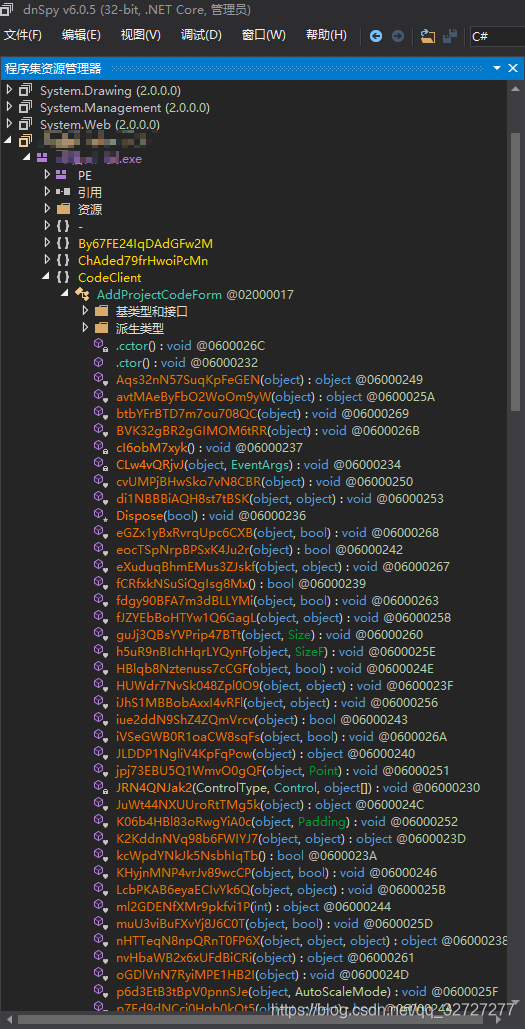 dnSpy v6.0.5 (32-bit, .NET Core, 管理员)
文件(F) 编辑(E) 视图(V) 调试(D) 窗口(W) 帮助(H) C#
程序集资源管理器
System.Drawing (2.0.0.0)
System.Management (2.0.0.0)
System.Web (2.0.0.0)
.exe
PE
引用
资源
-
By67FE24IqDAdGFw2M
ChAded79frHwoiPcMn
CodeClient
AddProjectCodeForm @02000017
基类型和接口
派生类型
.cctor() : void @0600026C
.ctor() : void @06000232
Aqs32nN57SuqKpFeGEN(object) : object @06000249
avtMAeByFbO2WoOm9yW(object) : object @0600025A
btbYFrBTD7m7ou708QC(object) : void @06000269
BVK32gBR2gGIMOM6tRR(object) : void @0600026B
cI6obM7xyk() : void @06000237
CLw4vQRjvJ(object, EventArgs) : void @06000234
cvUMPjBHwSko7vN8CBR(object) : void @06000250
di1NBBBiAQH8st7tBSK(object, object) : void @06000253
Dispose(bool) : void @06000236
eGZx1yBxRvrqUpc6CXB(object, bool) : void @06000268
eocTSpNrpBPSxK4Ju2r(object) : bool @06000242
eXuduqBhmEMus3ZJskf(object, object) : void @06000267
fCRfxkNSuSiQgIsg8Mx() : bool @06000239
fdgy90BFA7m3dBLLYMi(object, bool) : void @06000263
fJZYEbBoHTYw1Q6GagL(object, object) : void @06000258
guJj3QBsYVPrip47BTt(object, Size) : void @06000260
h5uR9nBIchHqrLYQynF(object, SizeF) : void @0600025E
HBlqb8Nztenuss7cCGF(object, bool) : void @0600024E
HUWdr7NvSk048Zpl0O9(object, object) : void @0600023F
iJhS1MBBobAxxI4vRFl(object, object) : void @06000256
iue2ddN9ShZ4ZQmVrcv(object) : bool @06000243
iVSeGWB0R1oaCW8sqFs(object, bool) : void @0600026A
JLDDP1NgliV4KpFqPow(object) : object @06000240
jpj73EBU5Q1WmvO0gQF(object, Point) : void @06000251
JRN4QNJak2(ControlType, Control, object[]) : void @06000230
JuWt44NXUUroRtTMg5k(object) : object @0600024C
K06b4HBl83oRwgYiA0c(object, Padding) : void @06000252
K2KddnNVq98b6FWlYJ7(object, object) : object @0600023D
kcWpdYNkJk5NsbhIqTb() : bool @0600023A
KHyjnMNP4vrJv89wcCP(object, bool) : void @06000246
LcbPKAB6eyaECIvYk6Q(object, object) : void @0600025B
ml2GDENfXMr9pkfvi1P(int) : object @06000244
muU3viBuFXvYj8J6C0T(object, bool) : void @0600025D
nHTTeqN8npQRnT0FP6X(object, object, object) : object @06000238
nvHbaWB2x6xUFdBiCRi(object) : object @06000261
oGDlVnN7RyiMPE1HB2I(object) : void @0600024D
p6d3EtB3tBpV0pnnSJe(object, AutoScaleMode) : void @0600025F
https://blog.csdn.net/qq_32727277